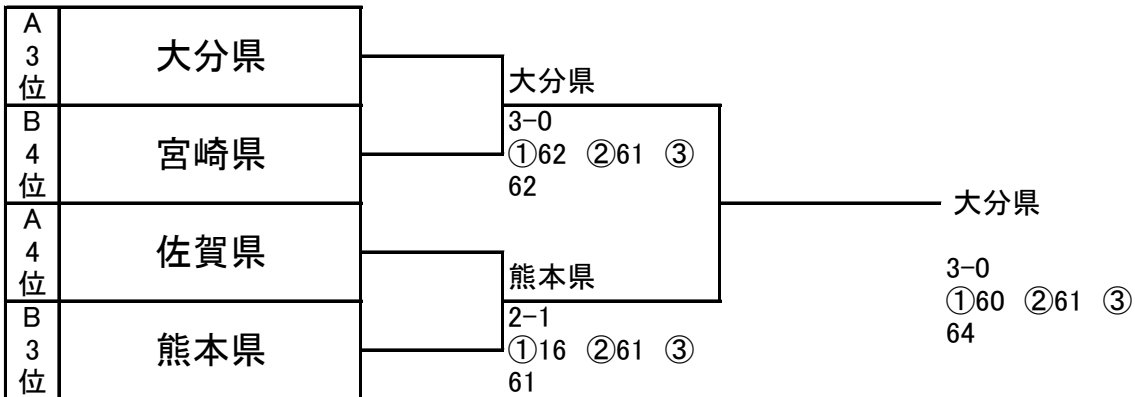 A
3
位
大分県
B
4
位
宮崎県
A
4
位
佐賀県
B
3
位
熊本県
大分県
3-0
①62 ②61 ③
62
熊本県
2-1
①16 ②61 ③
61
大分県
3-0
①60 ②61 ③
64